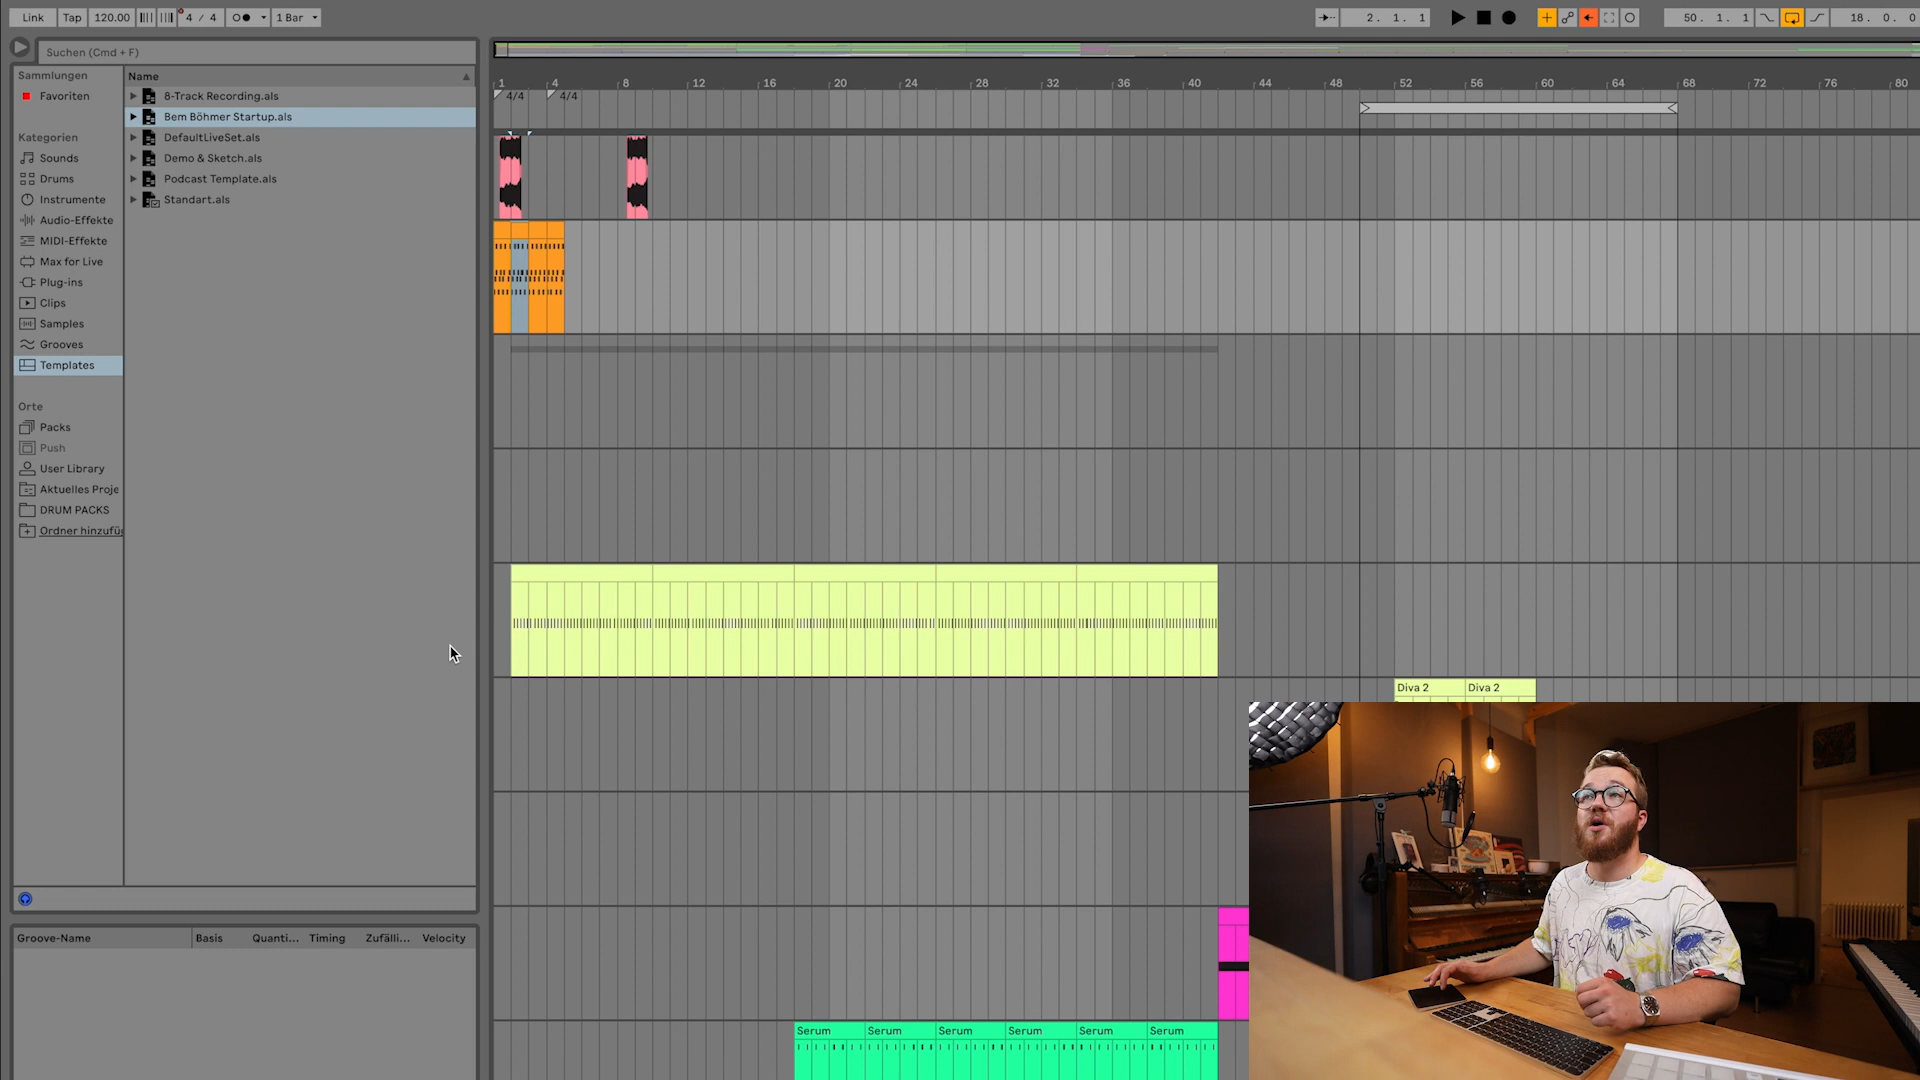 Link Tap 120.00 4 / 4 1 Bar 2. 1. 1 50. 1. 1 18. 0. 0
Suchen (Cmd + F)
Sammlungen
Favoriten
Kategorien
Sounds
Drums
Instrumente
Audio-Effekte
MIDI-Effekte
Max for Live
Plug-ins
Clips
Samples
Grooves
Templates
Orte
Packs
Push
User Library
Aktuelles Proje
DRUM PACKS
Ordner hinzufüg
Name
8-Track Recording.als
Bem Böhmer Startup.als
DefaultLiveSet.als
Demo & Sketch.als
Podcast Template.als
Standart.als
1 4 8 12 16 20 24 28 32 36 40 44 48 52 56 60 64 68 72 76 80
4/4 4/4
Diva 2 Diva 2
Groove-Name Basis Quanti... Timing Zufälli... Velocity
Serum Serum Serum Serum Serum Serum